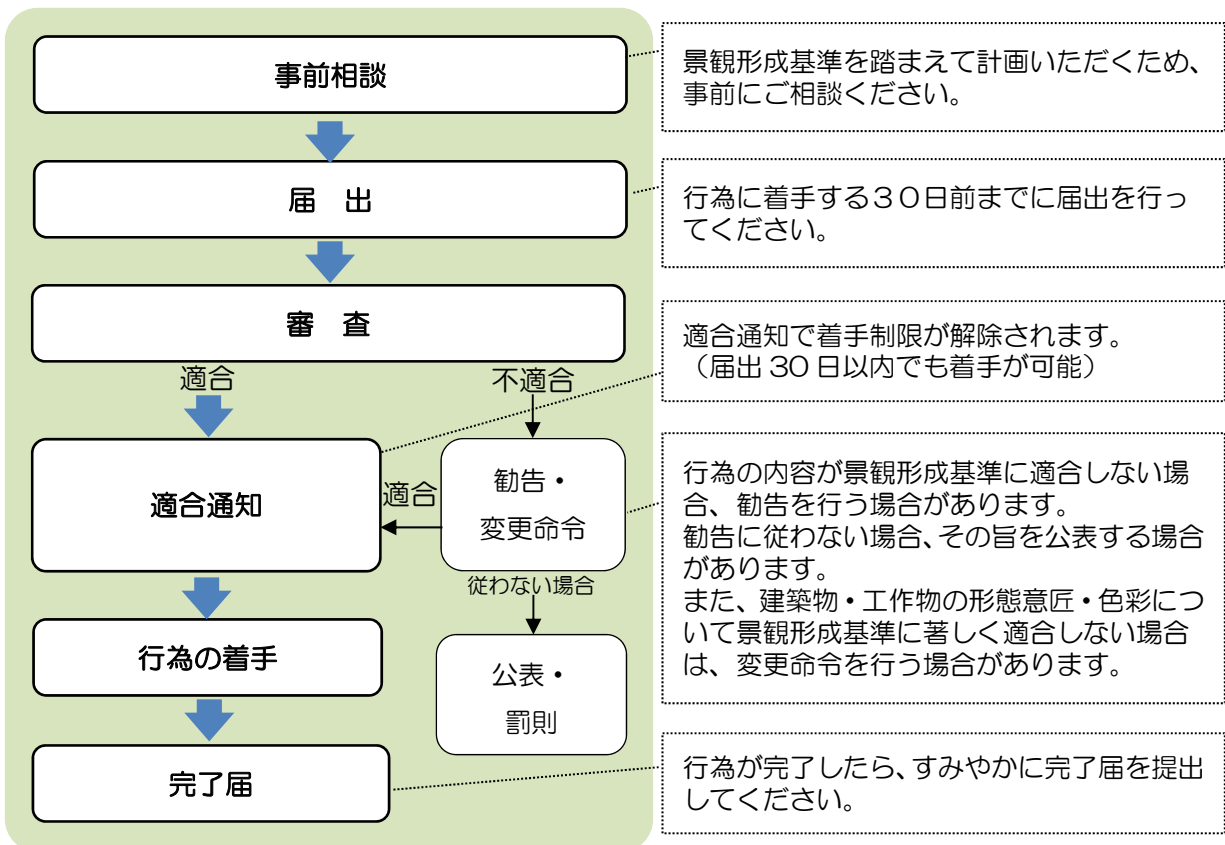 事前相談
景観形成基準を踏まえて計画いただくため、
事前にご相談ください。
届　出
行為に着手する３０日前までに届出を行っ
てください。
審　査
適合
不適合
適合通知で着手制限が解除されます。
（届出 30 日以内でも着手が可能）
適合通知
適合
勧告・
変更命令
行為の内容が景観形成基準に適合しない場
合、勧告を行う場合があります。
勧告に従わない場合、その旨を公表する場合
があります。
また、建築物・工作物の形態意匠・色彩につ
いて景観形成基準に著しく適合しない場合
は、変更命令を行う場合があります。
従わない場合
行為の着手
公表・
罰則
完了届
行為が完了したら、すみやかに完了届を提出
してください。